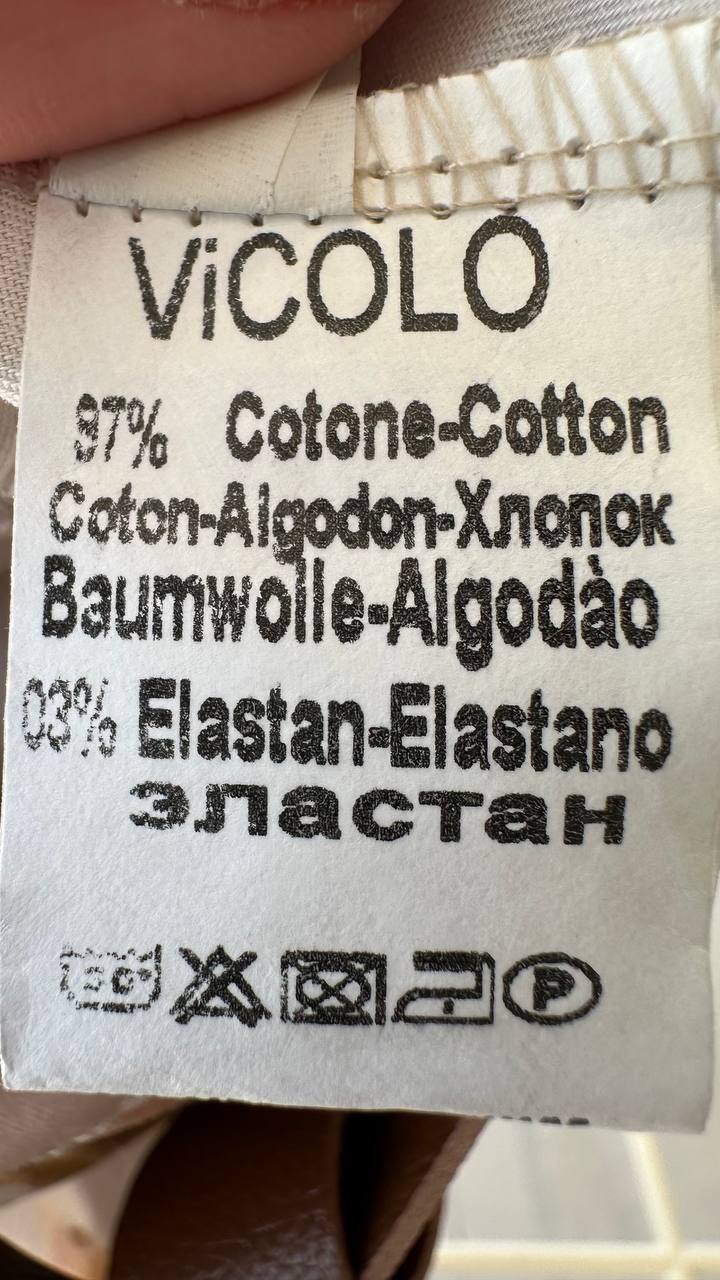 ViCOLO
97% Cotone-Cotton
Coton-Algodon-Хлопок
Baumwolle-Algodào
03% Elastan-Elastano
эластан
P